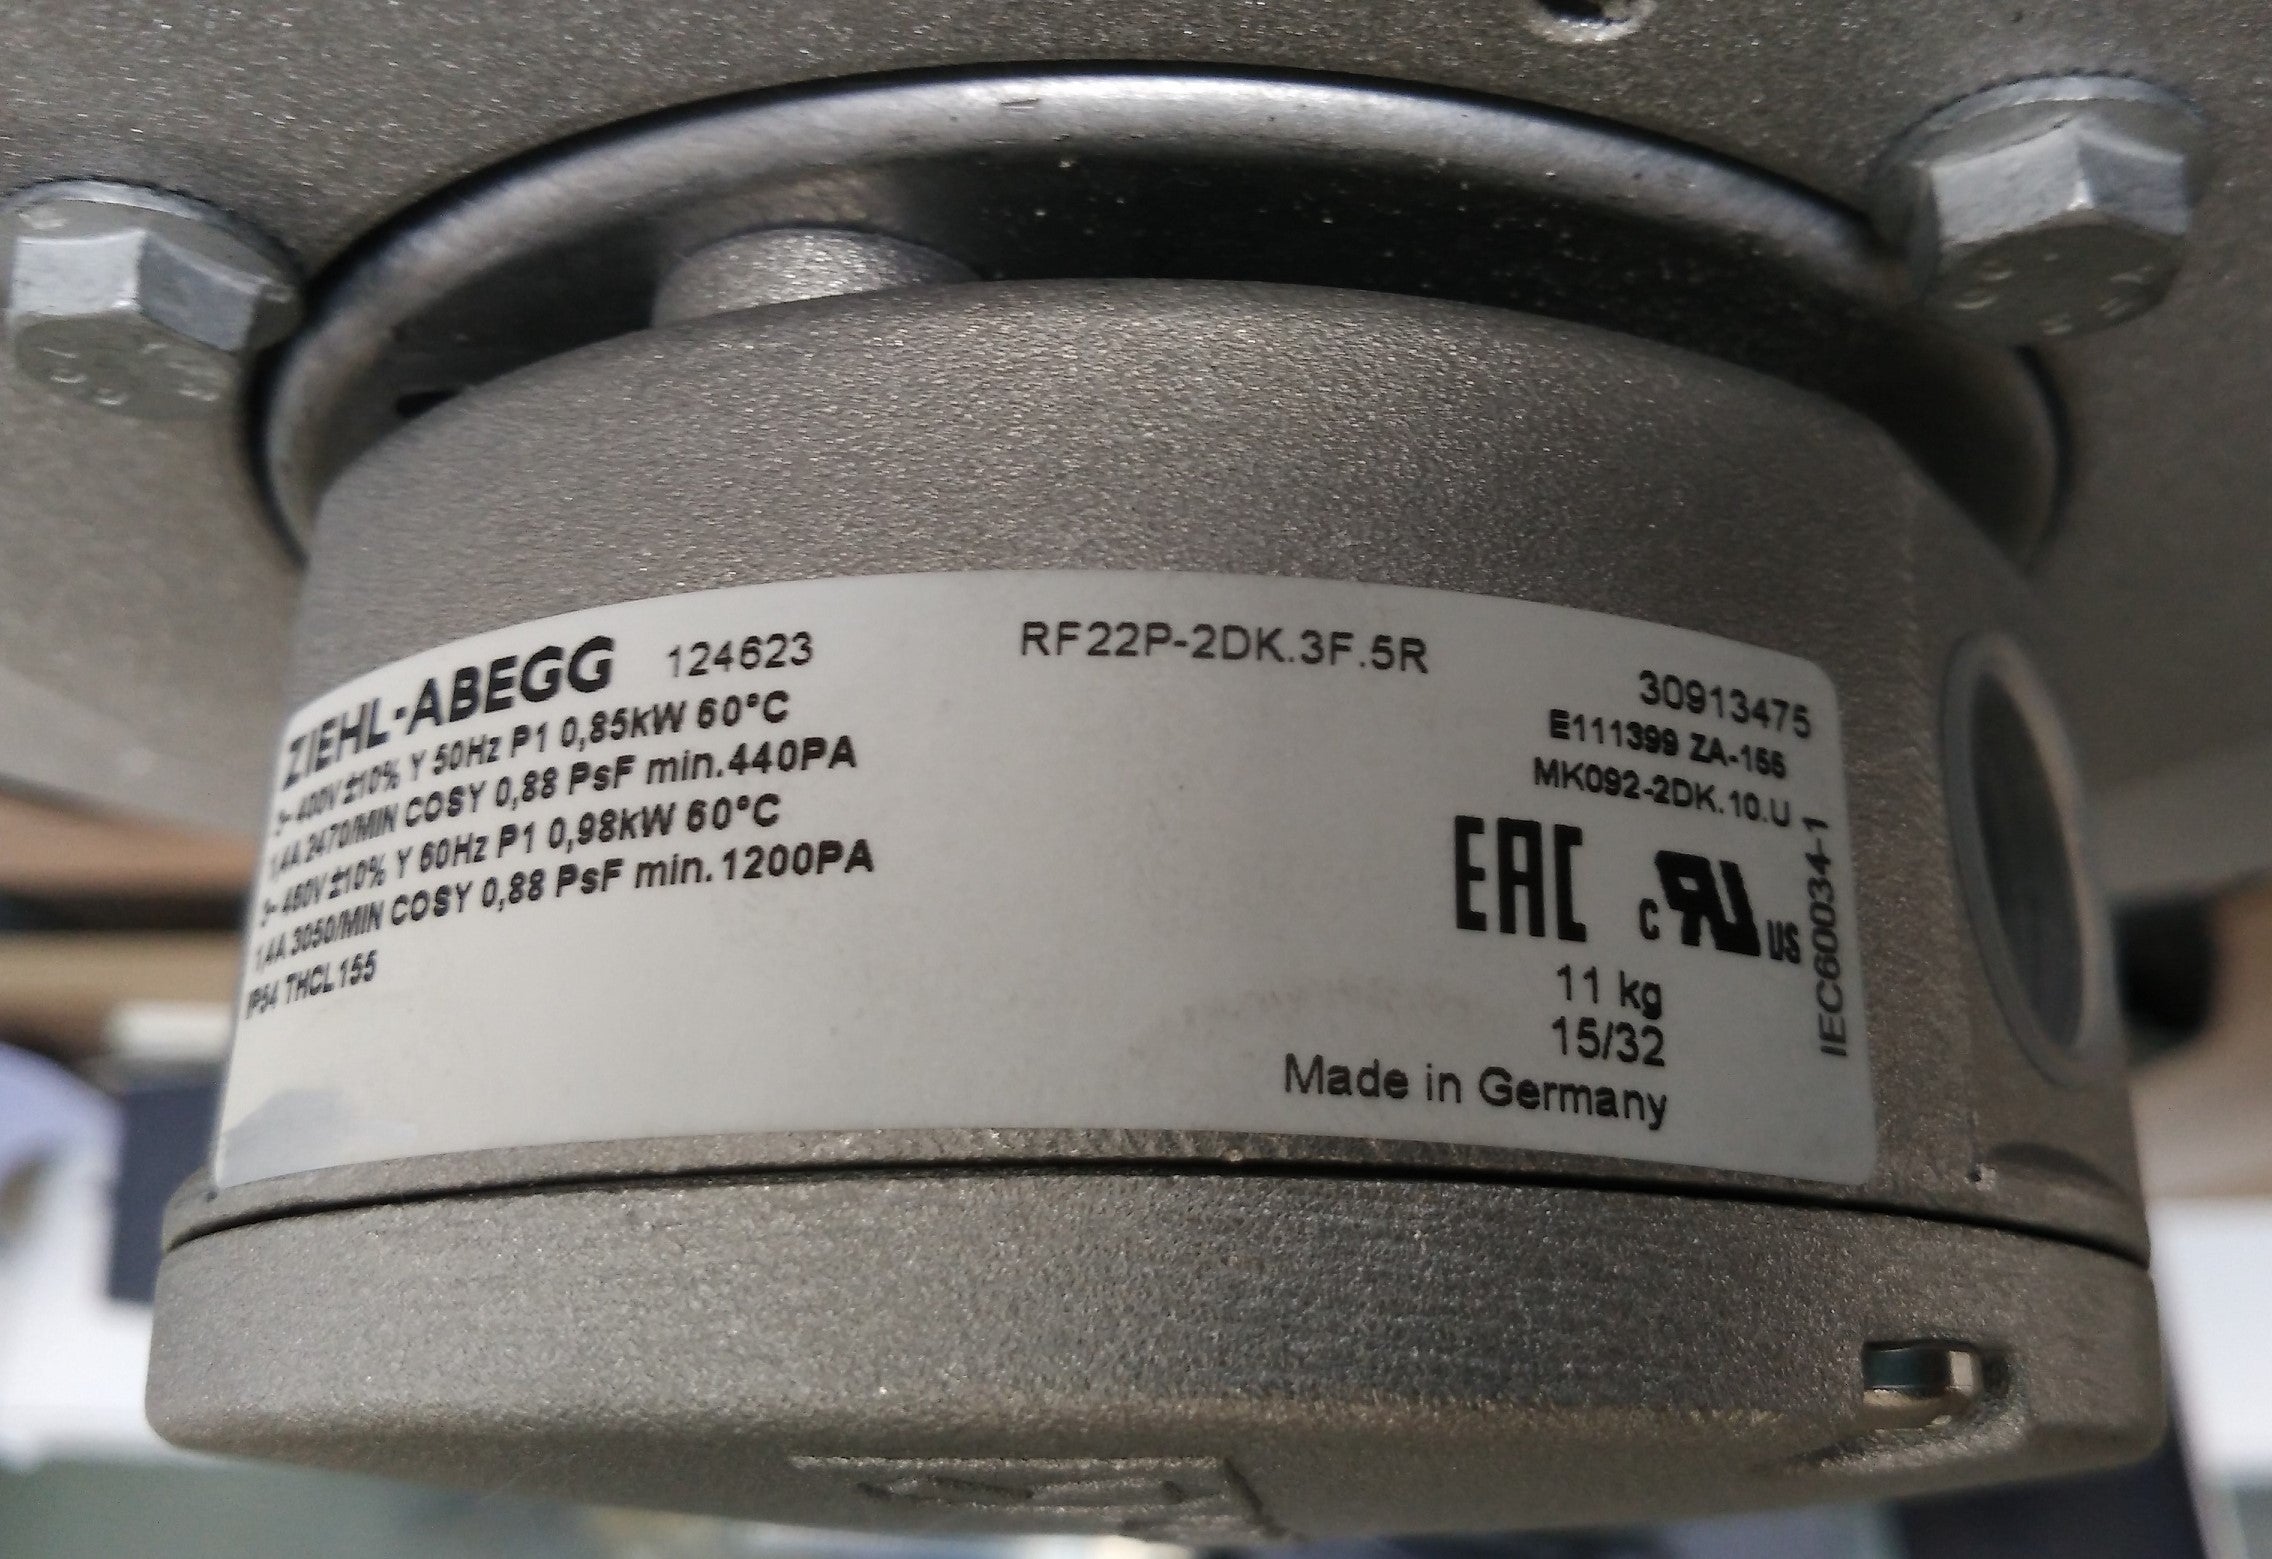 ZIEHL-ABEGG 124623 RF22P-2DK.3F.5R 30913475
3~ 400V ±10% Y 50Hz P1 0,85kW 60°C
1,4A 2470/MIN COSY 0,88 PsF min.440PA
3~ 460V ±10% Y 60Hz P1 0,98kW 60°C
1,4A 3050/MIN COSY 0,88 PsF min.1200PA
IP54 THCL155
E111399 ZA-155
MK092-2DK.10.U
EAC c RU US
IEC60034-1
11 kg
15/32
Made in Germany